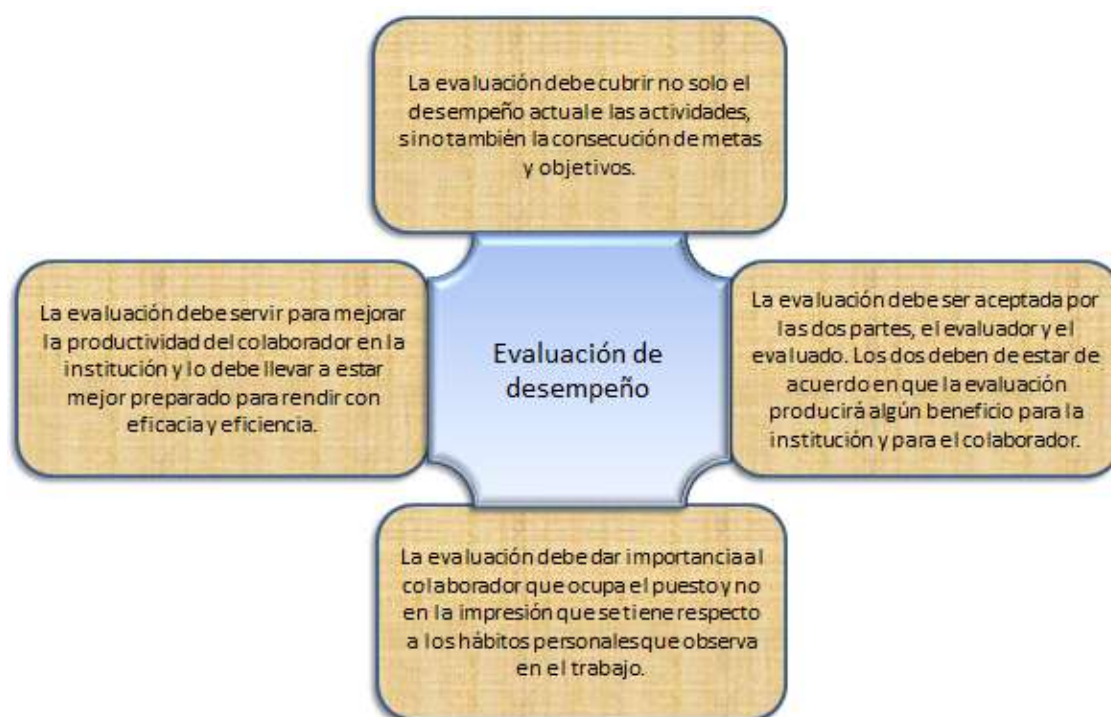 La evaluación debe cubrir no solo el
desempeño actual e las actividades,
sino también la consecución de metas
y objetivos.
La evaluación debe servir para mejorar
la productividad del colaborador en la
institución y lo debe llevar a estar
mejor preparado para rendir con
eficacia y eficiencia.
Evaluación de
desempeño
La evaluación debe ser aceptada por
las dos partes, el evaluador y el
evaluado. Los dos deben de estar de
acuerdo en que la evaluación
producirá algún beneficio para la
institución y para el colaborador.
La evaluación debe dar importancia al
colaborador que ocupa el puesto y no
en la impresión que se tiene respecto
a los hábitos personales que observa
en el trabajo.